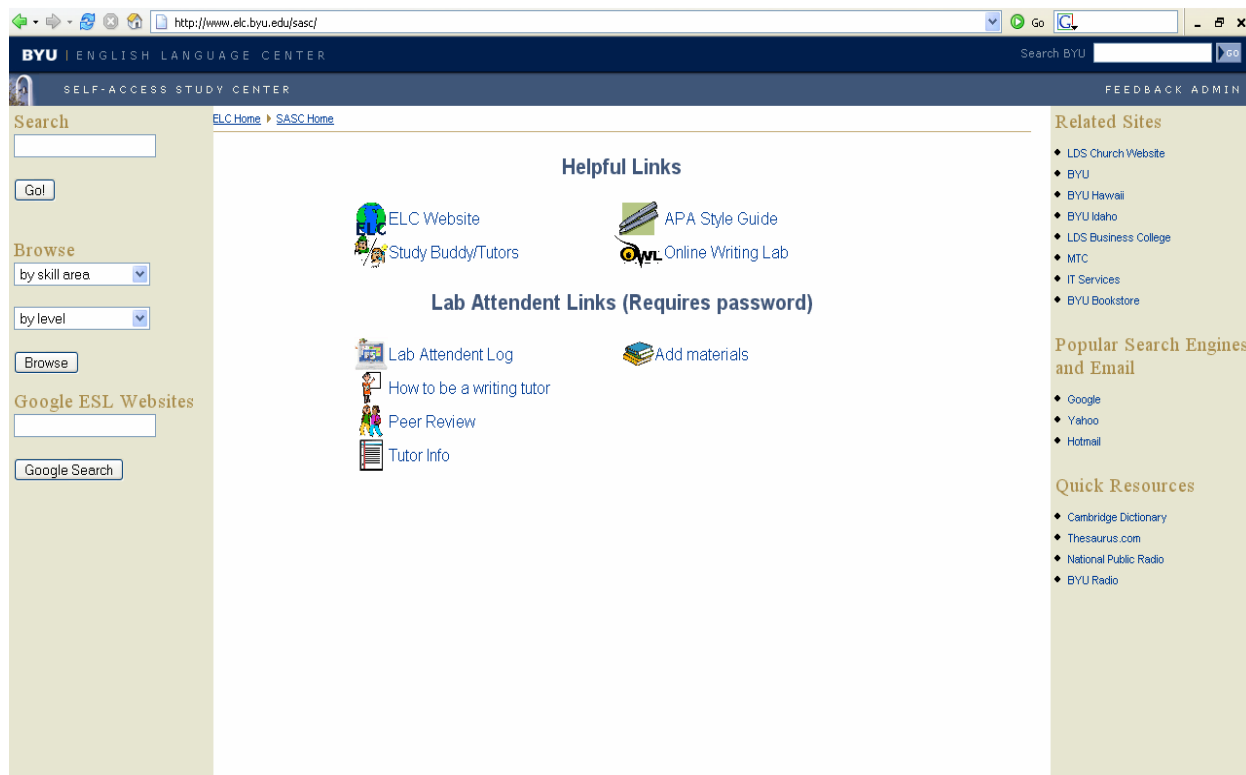 http://www.elc.byu.edu/sasc/
Go
G
BYU | ENGLISH LANGUAGE CENTER
Search BYU
GO
SELF-ACCESS STUDY CENTER
FEEDBACK ADMIN
Search
Go!
Browse
by skill area
by level
Browse
Google ESL Websites
Google Search
ELC Home SASC Home
Helpful Links
ELC
ELC Website
APA Style Guide
Study Buddy/Tutors
OWL
Online Writing Lab
Lab Attendent Links (Requires password)
Lab Attendent Log
Add materials
How to be a writing tutor
Peer Review
Tutor Info
Related Sites
LDS Church Website
BYU
BYU Hawaii
BYU Idaho
LDS Business College
MTC
IT Services
BYU Bookstore
Popular Search Engines
and Email
Google
Yahoo
Hotmail
Quick Resources
Cambridge Dictionary
Thesaurus.com
National Public Radio
BYU Radio